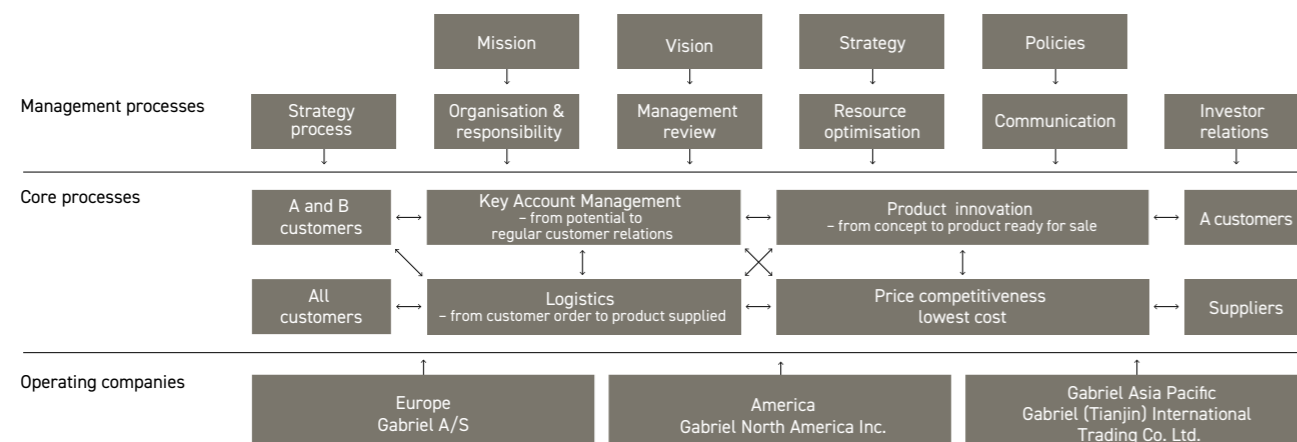 Mission
Vision
Strategy
Policies
Management processes
Strategy
process
Organisation &
responsibility
Management
review
Resource
optimisation
Communication
Investor
relations
Core processes
A and B
customers
Key Account Management
– from potential to
regular customer relations
Product innovation
– from concept to product ready for sale
A customers
All
customers
Logistics
– from customer order to product supplied
Price competitiveness
lowest cost
Suppliers
Operating companies
Europe
Gabriel A/S
America
Gabriel North America Inc.
Gabriel Asia Pacific
Gabriel (Tianjin) International
Trading Co. Ltd.